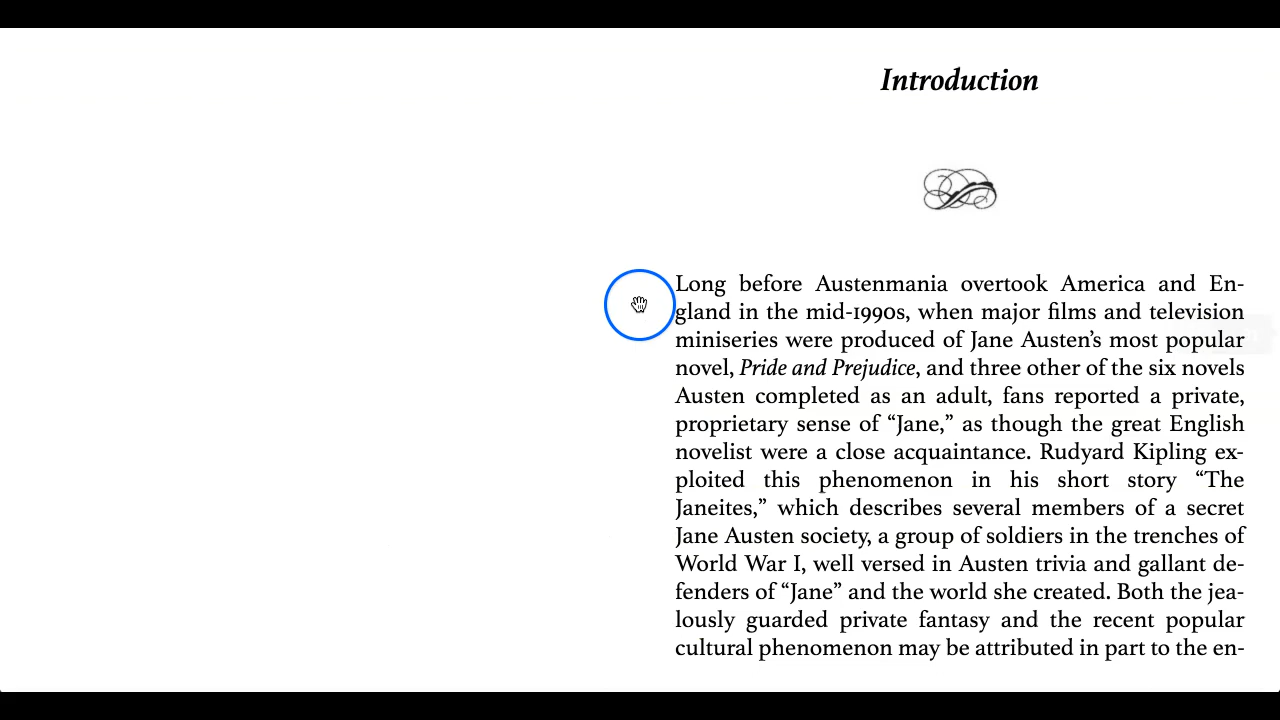 Introduction
Long before Austenmania overtook America and En-
gland in the mid-1990s, when major films and television
miniseries were produced of Jane Austen’s most popular
novel, Pride and Prejudice, and three other of the six novels
Austen completed as an adult, fans reported a private,
proprietary sense of “Jane,” as though the great English
novelist were a close acquaintance. Rudyard Kipling ex-
ploited this phenomenon in his short story “The
Janeites,” which describes several members of a secret
Jane Austen society, a group of soldiers in the trenches of
World War I, well versed in Austen trivia and gallant de-
fenders of “Jane” and the world she created. Both the jea-
lously guarded private fantasy and the recent popular
cultural phenomenon may be attributed in part to the en-